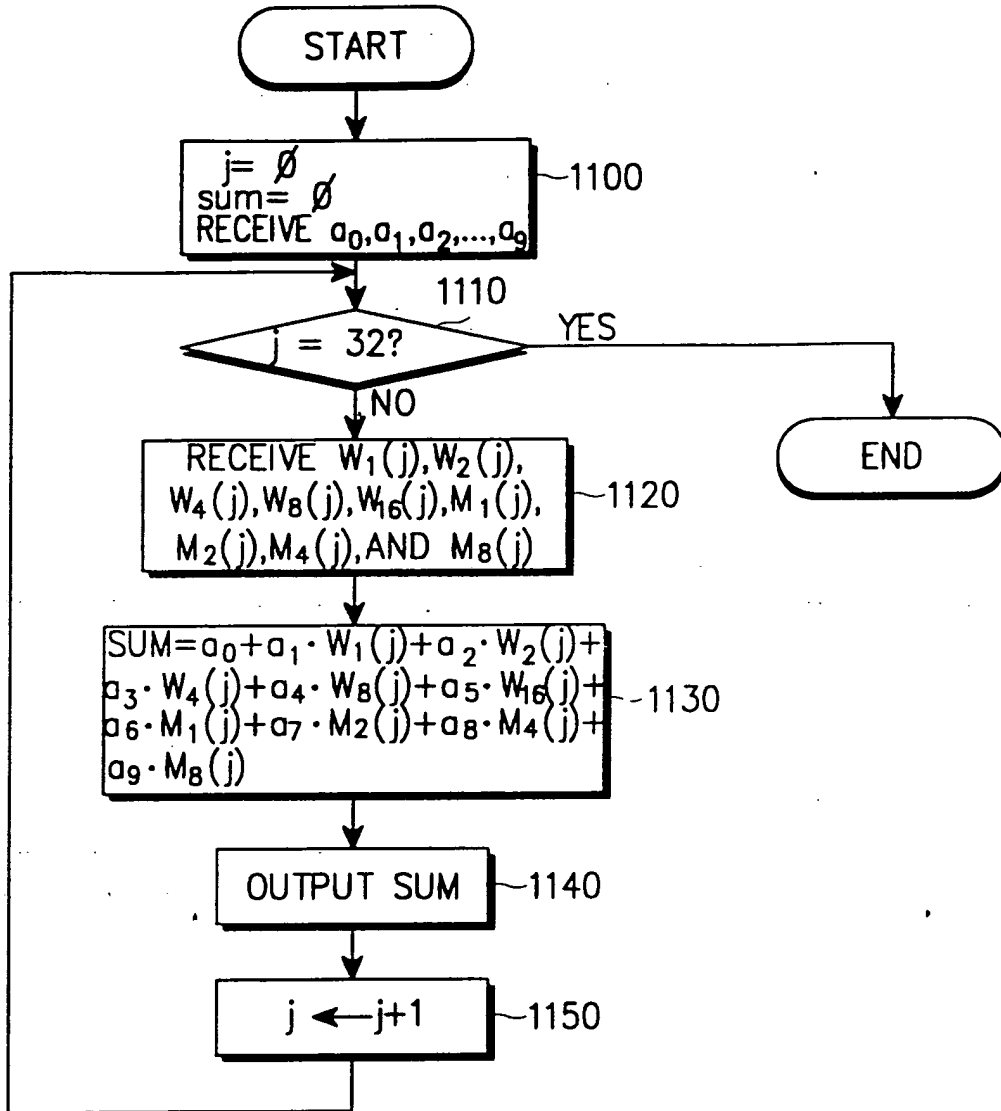 START
j= Ø
sum= Ø
RECEIVE a₀,a₁,a₂,...,a₉
1100
1110
j = 32?
YES
NO
END
RECEIVE W₁(j),W₂(j),
W₄(j),W₈(j),W₁₆(j),M₁(j),
M₂(j),M₄(j),AND M₈(j)
1120
SUM=a₀+a₁·W₁(j)+a₂·W₂(j)+
a₃·W₄(j)+a₄·W₈(j)+a₅·W₁₆(j)+
a₆·M₁(j)+a₇·M₂(j)+a₈·M₄(j)+
a₉·M₈(j)
1130
OUTPUT SUM
1140
j ← j+1
1150